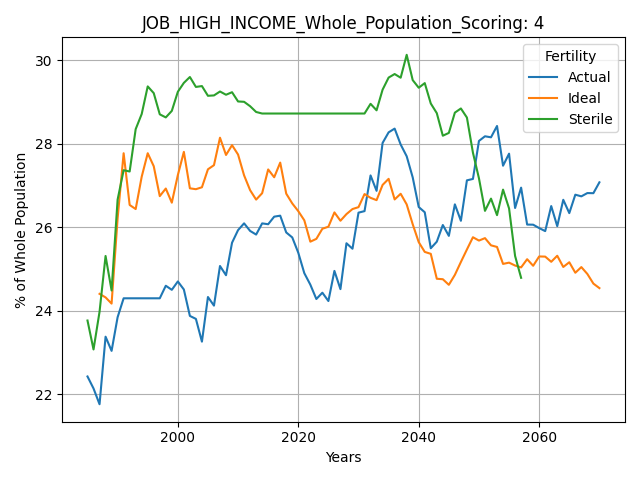 JOB_HIGH_INCOME_Whole_Population_Scoring: 4
Fertility
Actual
Ideal
Sterile
% of Whole Population
30
28
26
24
22
2000
2020
2040
2060
Years